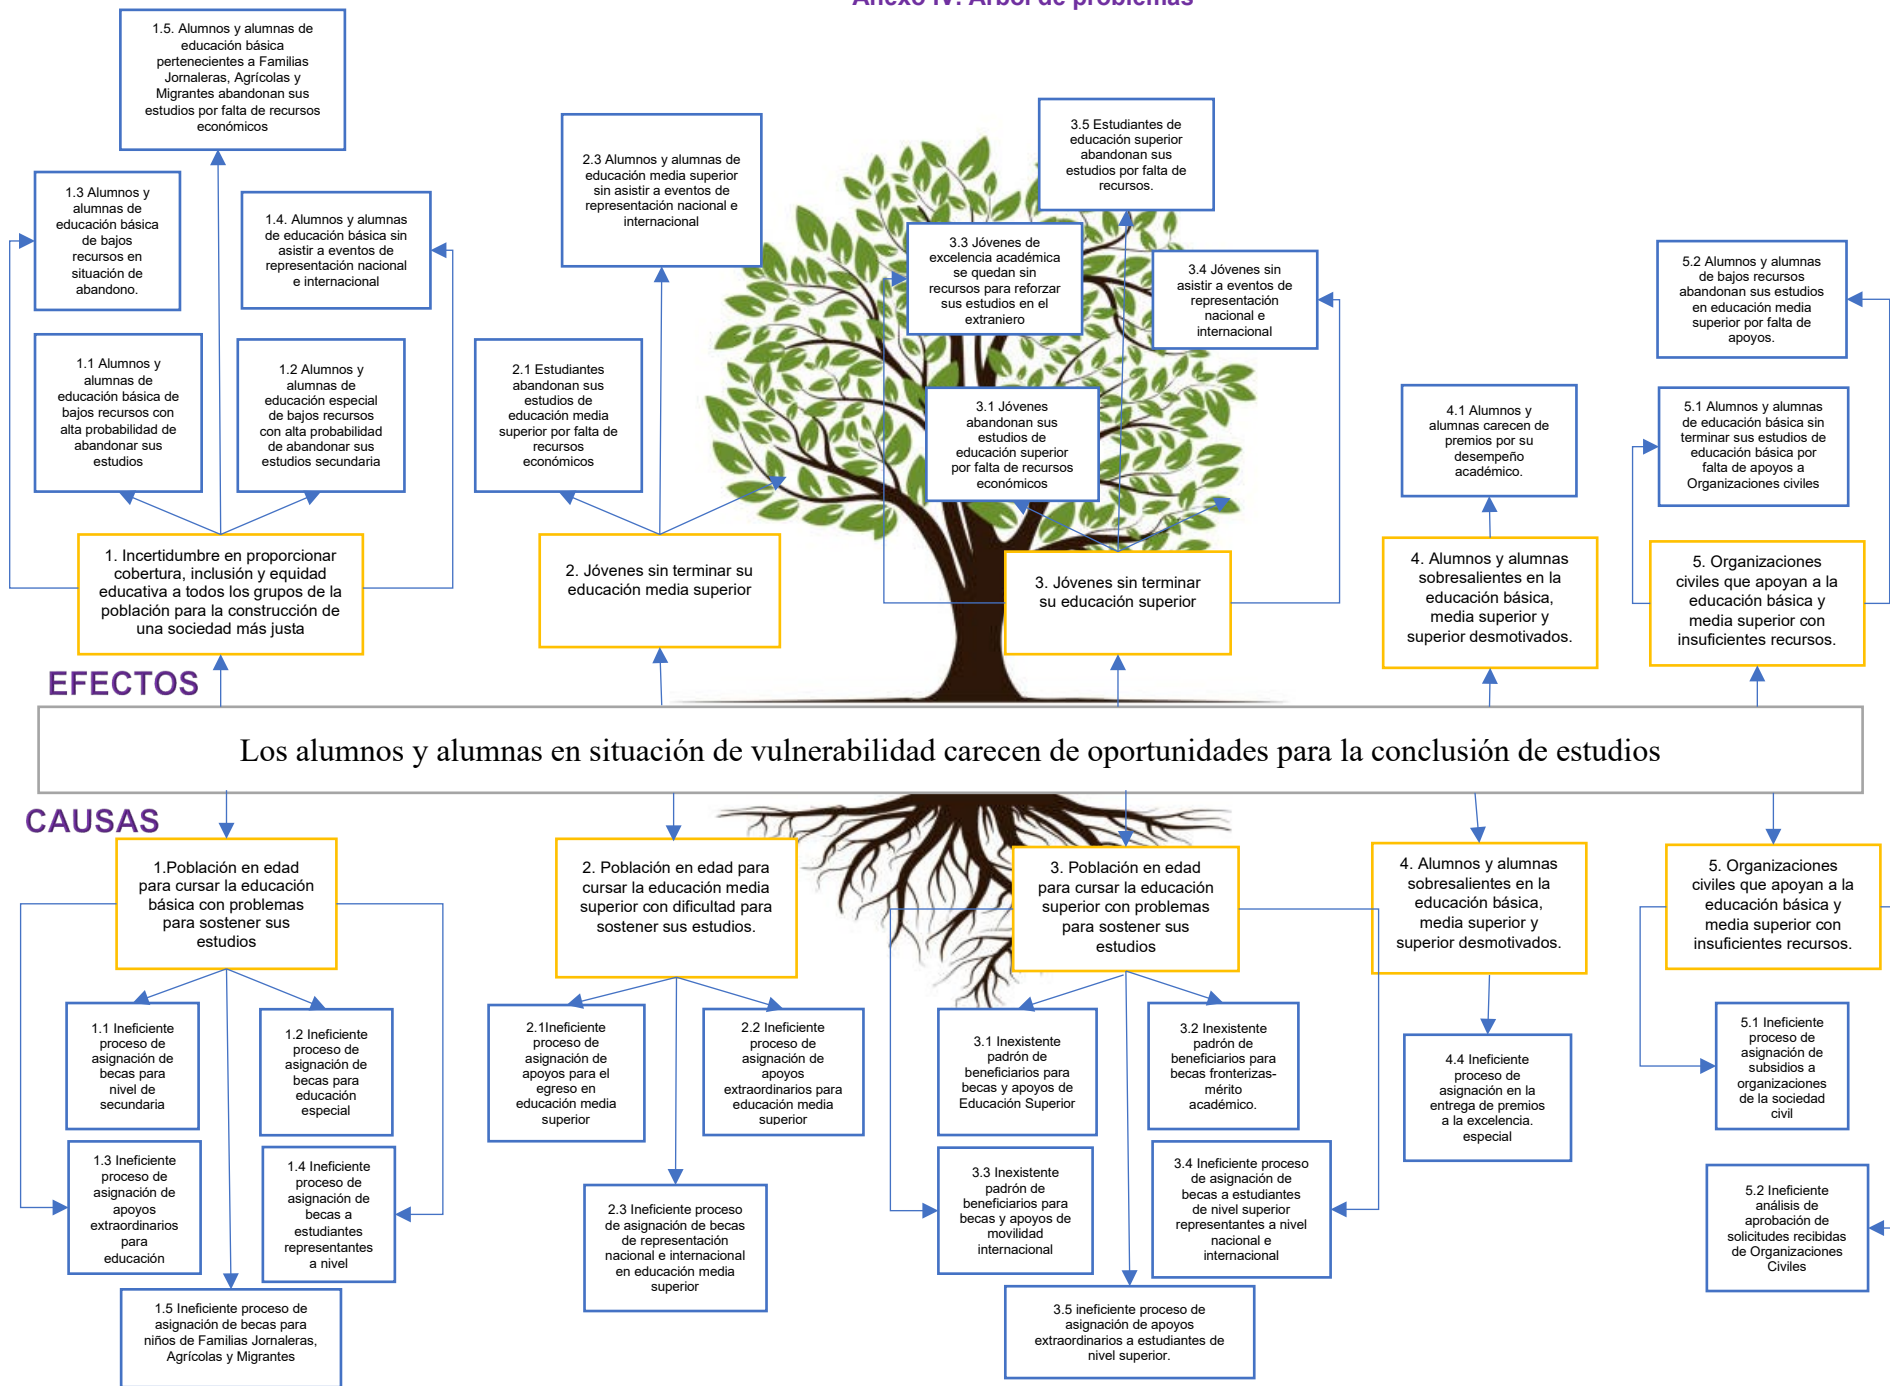 Anexo IV. Árbol de problemas
1.5. Alumnos y alumnas de
educación básica
pertenecientes a Familias
Jornaleras, Agrícolas y
Migrantes abandonan sus
estudios por falta de recursos
económicos
1.3 Alumnos y
alumnas de
educación básica
de bajos
recursos en
situación de
abandono.
1.4. Alumnos y alumnas
de educación básica sin
asistir a eventos de
representación nacional
e internacional
1.1 Alumnos y
alumnas de
educación básica de
bajos recursos con
alta probabilidad de
abandonar sus
estudios
1.2 Alumnos y
alumnas de
educación especial
de bajos recursos
con alta probabilidad
de abandonar sus
estudios secundaria
2.3 Alumnos y alumnas de
educación media superior
sin asistir a eventos de
representación nacional e
internacional
2.1 Estudiantes
abandonan sus
estudios de
educación media
superior por falta de
recursos
económicos
3.5 Estudiantes de
educación superior
abandonan sus
estudios por falta de
recursos.
3.3 Jóvenes de
excelencia académica
se quedan sin
recursos para reforzar
sus estudios en el
extranjero
3.4 Jóvenes sin
asistir a eventos de
representación
nacional e
internacional
3.1 Jóvenes
abandonan sus
estudios de
educación superior
por falta de recursos
económicos
4.1 Alumnos y
alumnas carecen de
premios por su
desempeño
académico.
5.2 Alumnos y alumnas
de bajos recursos
abandonan sus estudios
en educación media
superior por falta de
apoyos.
5.1 Alumnos y alumnas
de educación básica sin
terminar sus estudios de
educación básica por
falta de apoyos a
Organizaciones civiles
1. Incertidumbre en proporcionar
cobertura, inclusión y equidad
educativa a todos los grupos de la
población para la construcción de
una sociedad más justa
2. Jóvenes sin terminar su
educación media superior
3. Jóvenes sin terminar
su educación superior
4. Alumnos y alumnas
sobresalientes en la
educación básica,
media superior y
superior desmotivados.
5. Organizaciones
civiles que apoyan a la
educación básica y
media superior con
insuficientes recursos.
EFECTOS
Los alumnos y alumnas en situación de vulnerabilidad carecen de oportunidades para la conclusión de estudios
CAUSAS
1.Población en edad
para cursar la educación
básica con problemas
para sostener sus
estudios
2. Población en edad para
cursar la educación media
superior con dificultad para
sostener sus estudios.
3. Población en edad
para cursar la educación
superior con problemas
para sostener sus
estudios
4. Alumnos y alumnas
sobresalientes en la
educación básica,
media superior y
superior desmotivados.
5. Organizaciones
civiles que apoyan a la
educación básica y
media superior con
insuficientes recursos.
1.1 Ineficiente
proceso de
asignación de
becas para
nivel de
secundaria
1.2 Ineficiente
proceso de
asignación de
becas para
educación
especial
1.3 Ineficiente
proceso de
asignación de
apoyos
extraordinarios
para
educación
1.4 Ineficiente
proceso de
asignación de
becas a
estudiantes
representantes
a nivel
1.5 Ineficiente proceso de
asignación de becas para
niños de Familias Jornaleras,
Agrícolas y Migrantes
2.1Ineficiente
proceso de
asignación de
apoyos para el
egreso en
educación media
superior
2.2 Ineficiente
proceso de
asignación de
apoyos
extraordinarios para
educación media
superior
2.3 Ineficiente proceso
de asignación de becas
de representación
nacional e internacional
en educación media
superior
3.1 Inexistente
padrón de
beneficiarios para
becas y apoyos de
Educación Superior
3.2 Inexistente
padrón de
beneficiarios para
becas fronterizas-
mérito
académico.
3.3 Inexistente
padrón de
beneficiarios para
becas y apoyos de
movilidad
internacional
3.4 Ineficiente proceso
de asignación de
becas a estudiantes
de nivel superior
representantes a nivel
nacional e
internacional
3.5 ineficiente proceso de
asignación de apoyos
extraordinarios a estudiantes de
nivel superior.
4.4 Ineficiente
proceso de
asignación en la
entrega de premios
a la excelencia.
especial
5.1 Ineficiente
proceso de
asignación de
subsidios a
organizaciones
de la sociedad
civil
5.2 Ineficiente
análisis de
aprobación de
solicitudes recibidas
de Organizaciones
Civiles